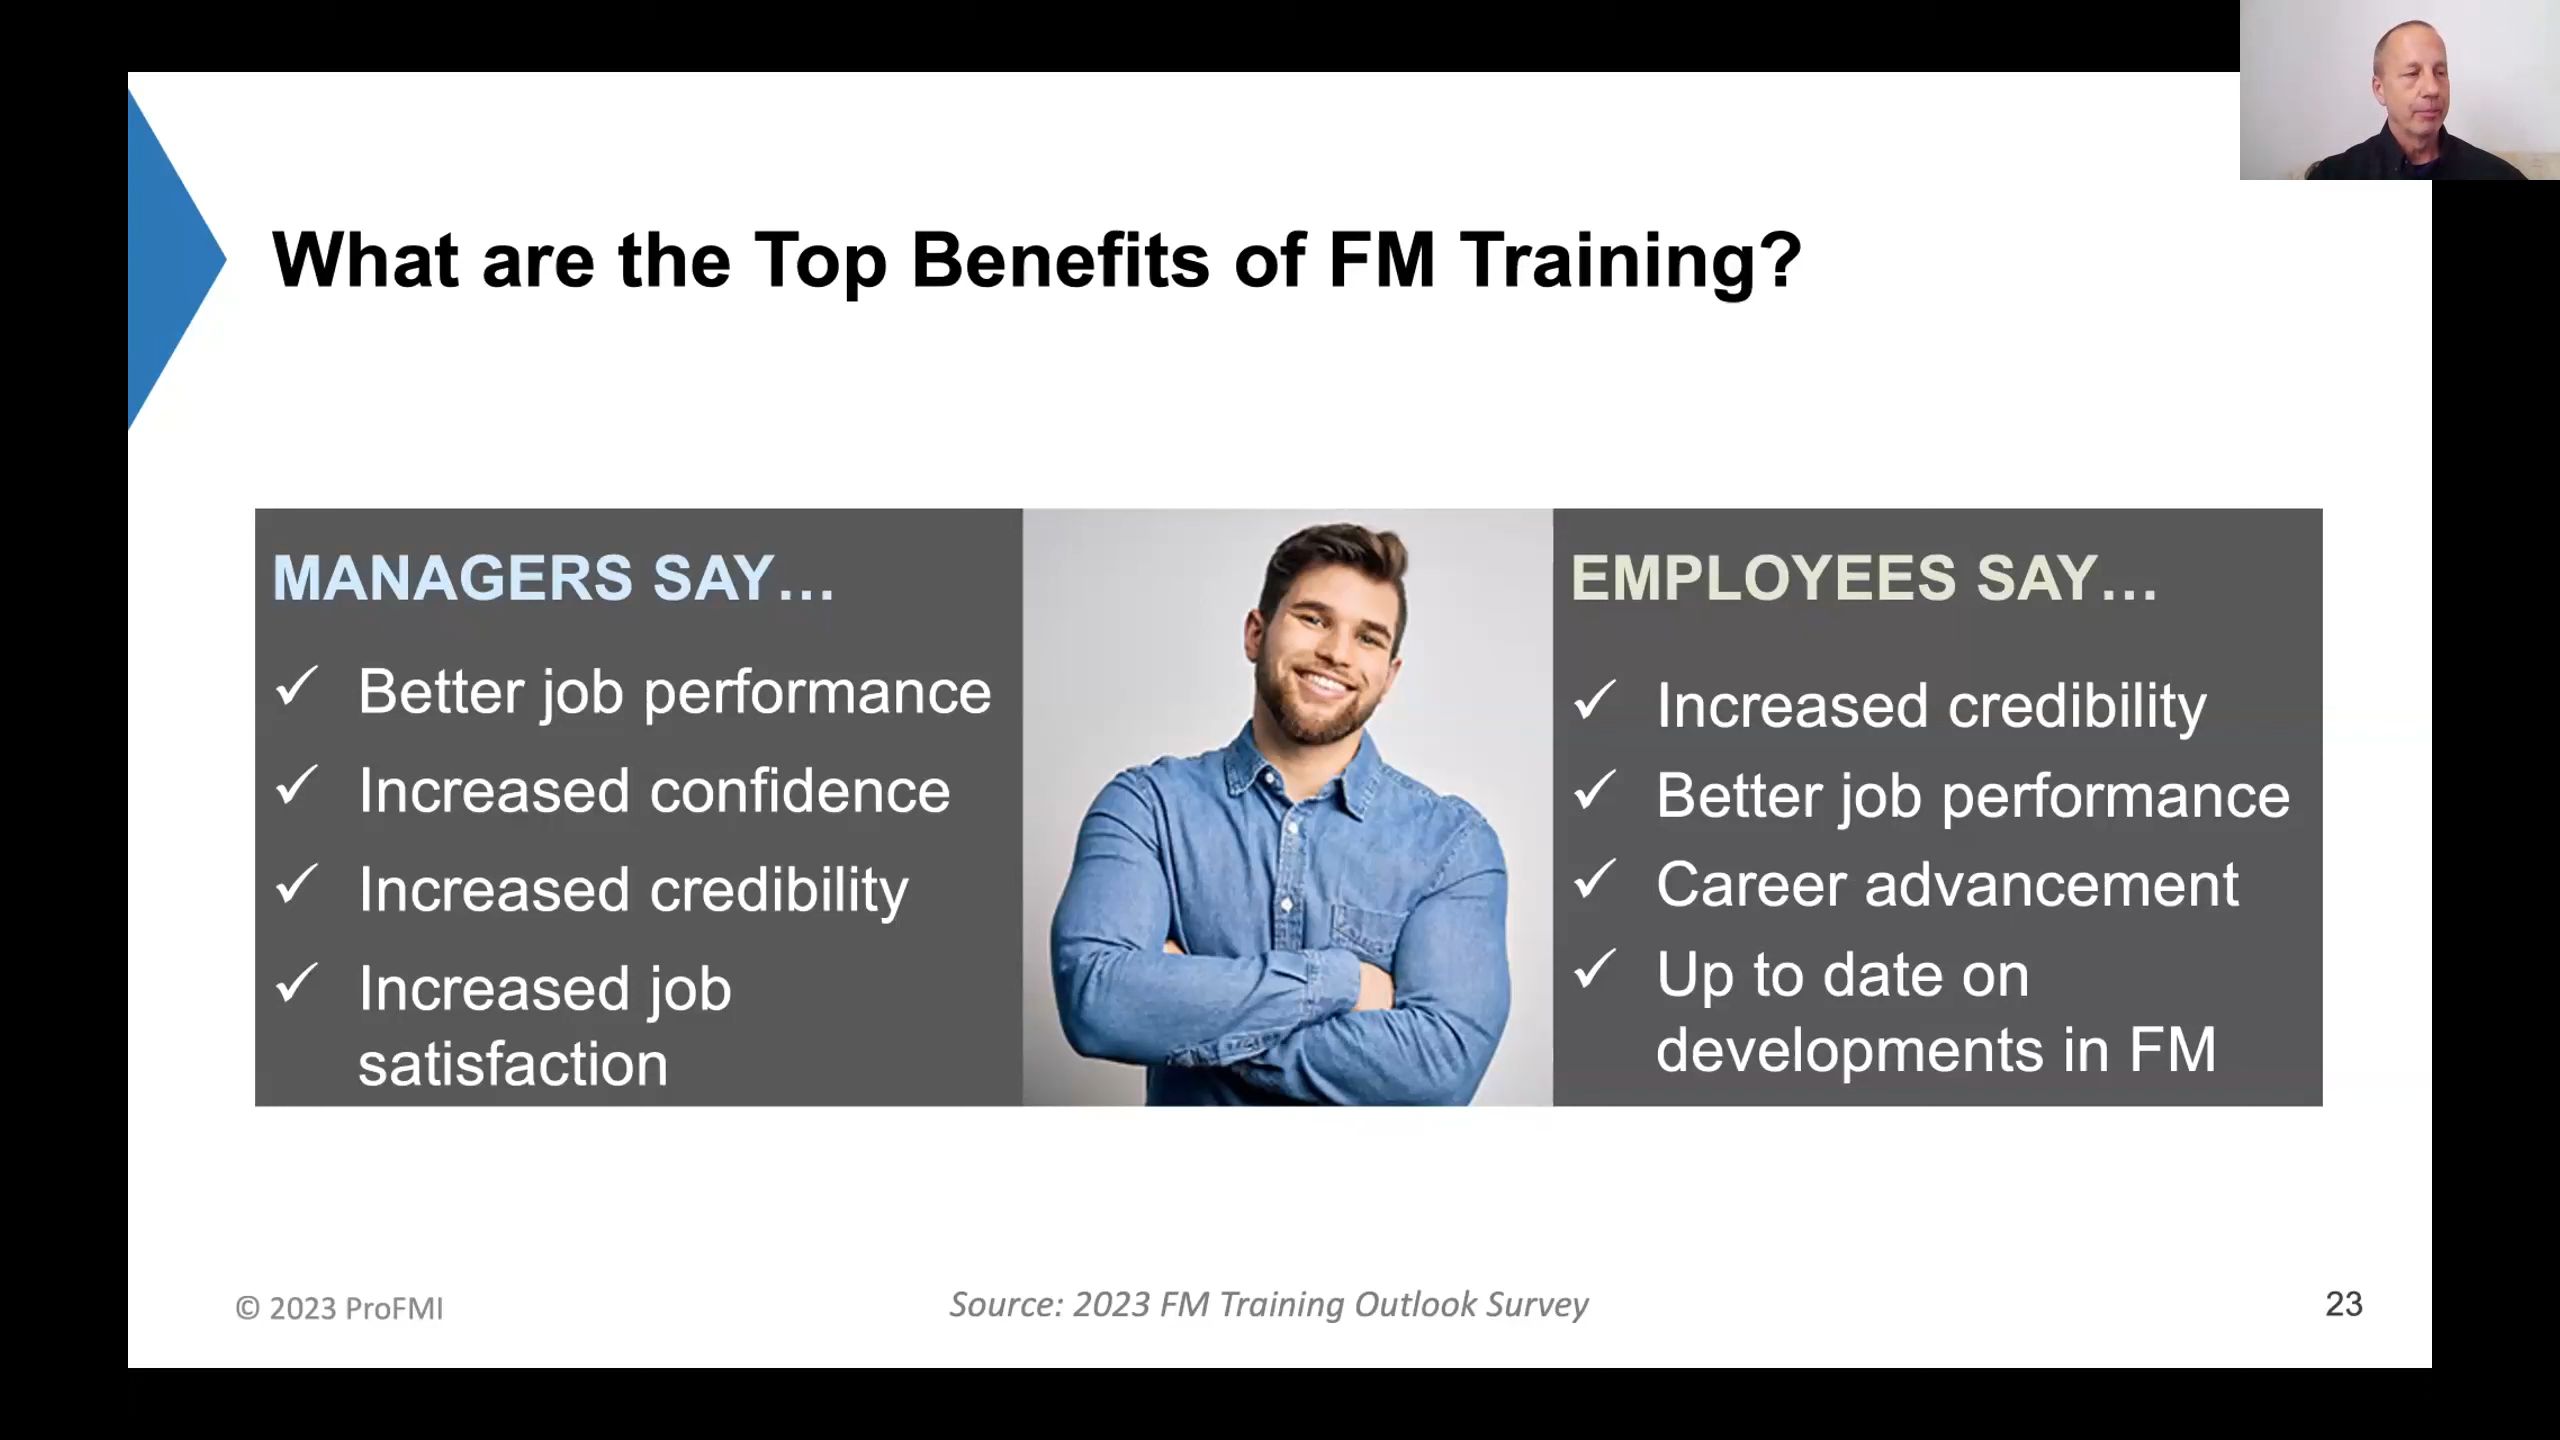 What are the Top Benefits of FM Training?
MANAGERS SAY…
✓ Better job performance
✓ Increased confidence
✓ Increased credibility
✓ Increased job
satisfaction
EMPLOYEES SAY…
✓ Increased credibility
✓ Better job performance
✓ Career advancement
✓ Up to date on
developments in FM
© 2023 ProFMI
Source: 2023 FM Training Outlook Survey
23